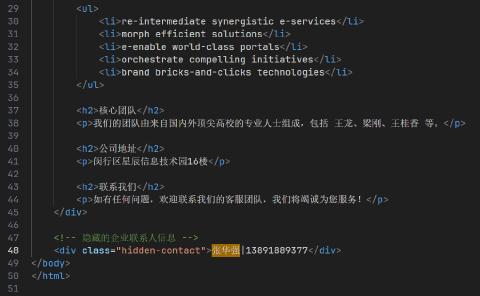 29 <ul>
30 <li>re-intermediate synergistic e-services</li>
31 <li>morph efficient solutions</li>
32 <li>e-enable world-class portals</li>
33 <li>orchestrate compelling initiatives</li>
34 <li>brand bricks-and-clicks technologies</li>
35 </ul>
36
37 <h2>核心团队</h2>
38 <p>我们的团队由来自国内外顶尖高校的专业人士组成，包括 王龙、梁刚、王桂香 等。</p>
39
40 <h2>公司地址</h2>
41 <p>闵行区星辰信息技术园16楼</p>
42
43 <h2>联系我们</h2>
44 <p>如有任何问题，欢迎联系我们的客服团队，我们将竭诚为您服务！</p>
45 </div>
46
47 <!-- 隐藏的企业联系人信息 -->
48 <div class="hidden-contact">张华强|13891889377</div>
49 </body>
50 </html>
51